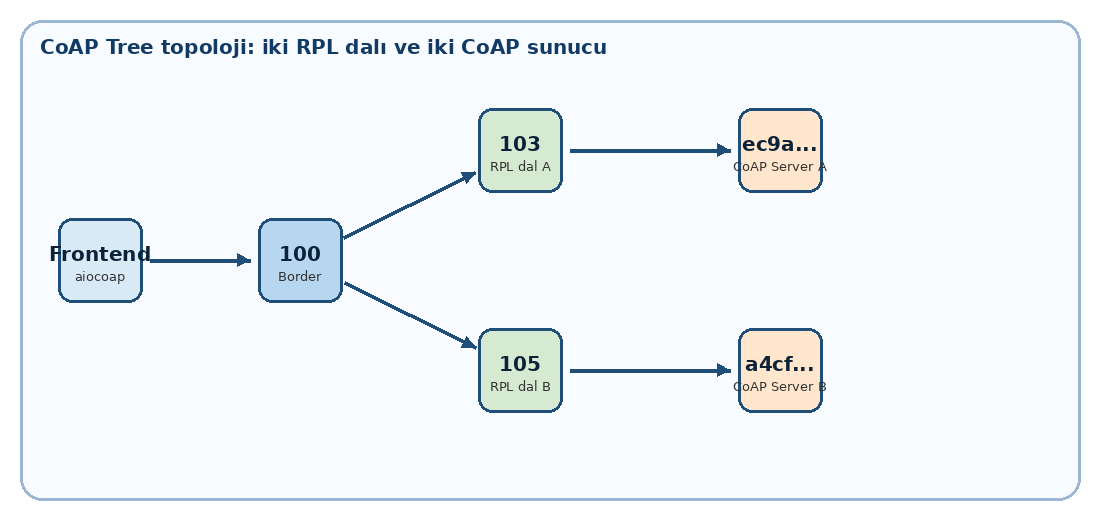 CoAP Tree topoloji: iki RPL dalı ve iki CoAP sunucu
103
RPL dal A
ec9a...
CoAP Server A
Frontend
aiocoap
100
Border
105
RPL dal B
a4cf...
CoAP Server B